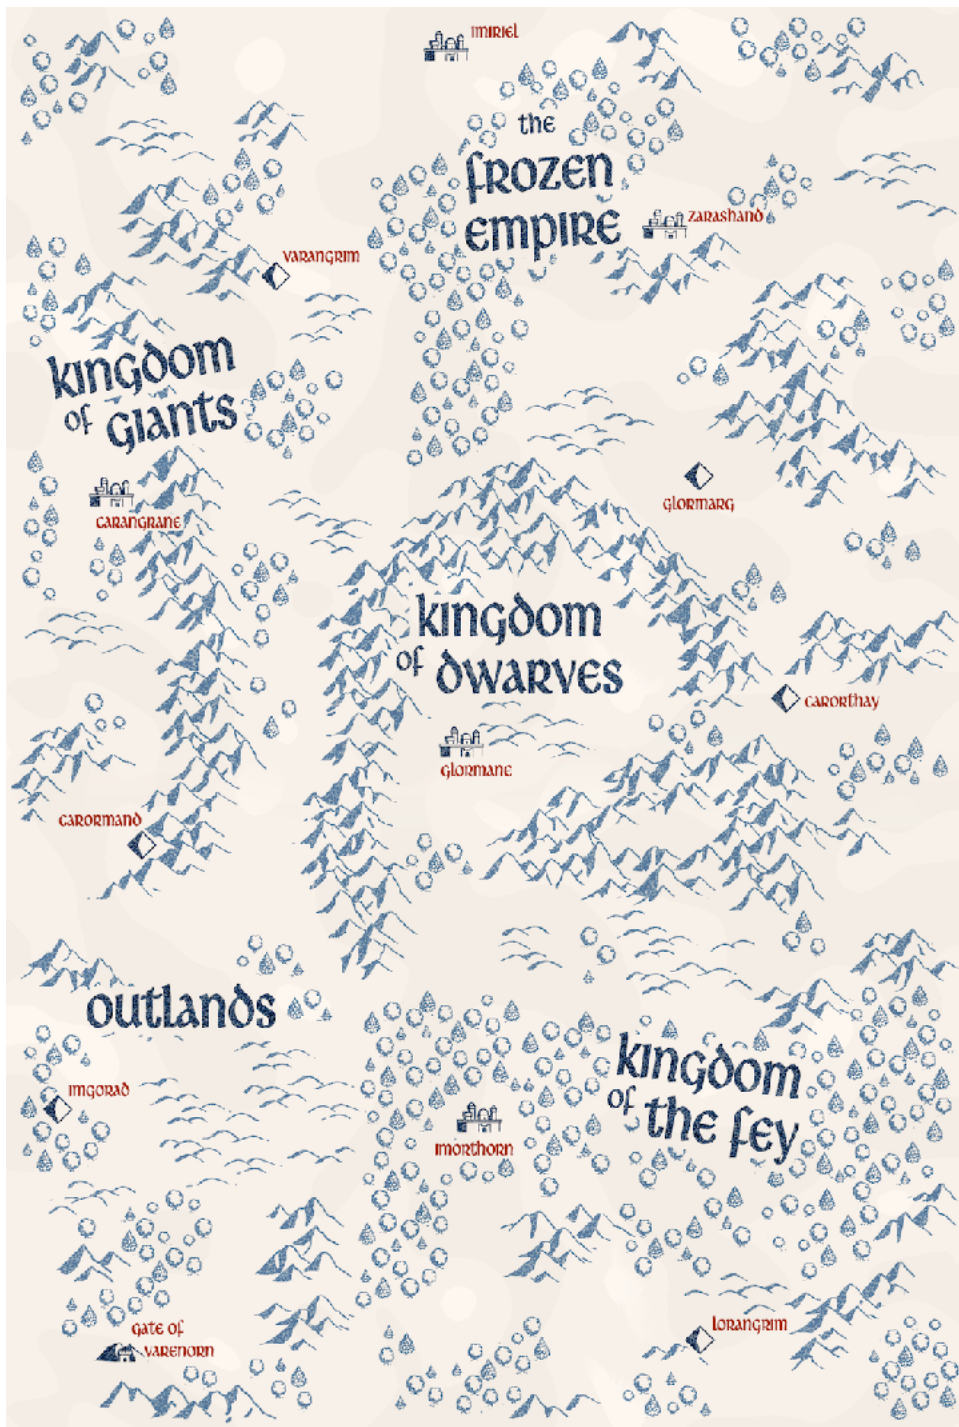 Imiriel
the
Frozen
Empire
Zarashand
Varangrim
Kingdom
of Giants
Carangrane
Glormarg
Kingdom
of Dwarves
Carorthay
Glormane
Carormand
Outlands
Kingdom
of the Fey
Imgorad
Imorthorn
Gate of
Varenorn
Lorangrim